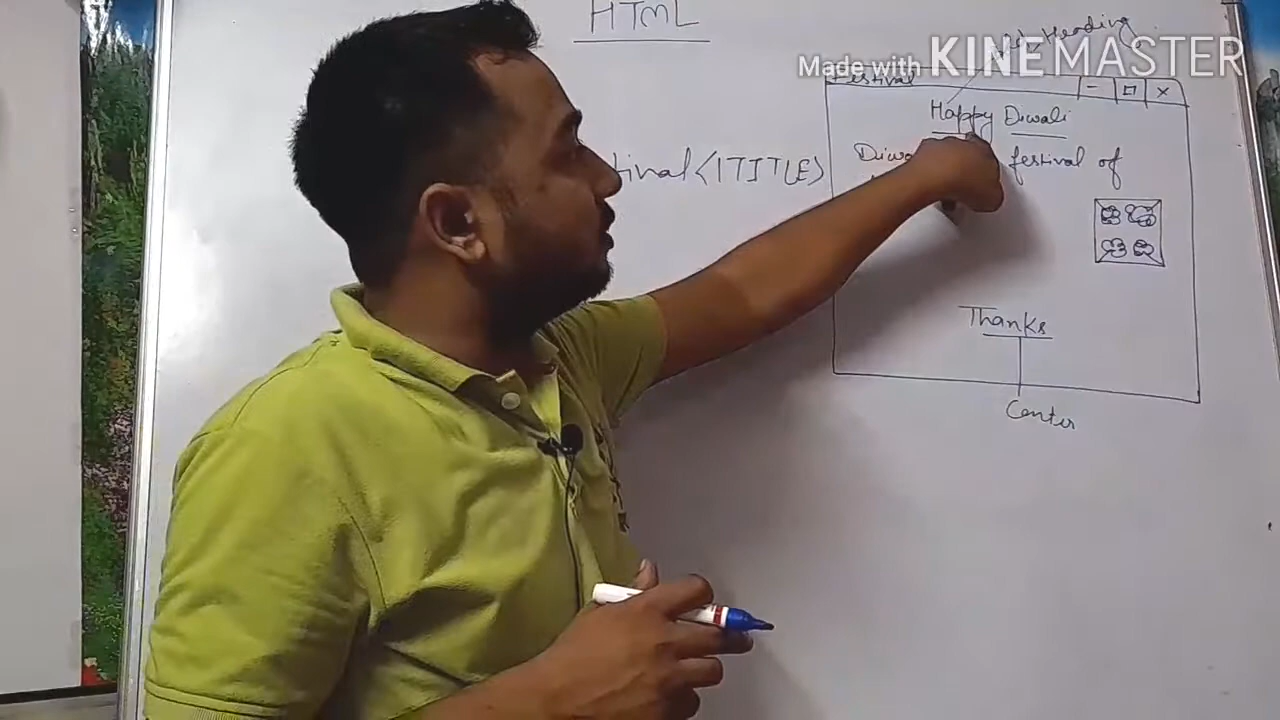 HTML
Heading
Made with KINEMASTER
Festival - □ x
Happy Diwali
festival of
tival</TITLE>
Thanks
Center